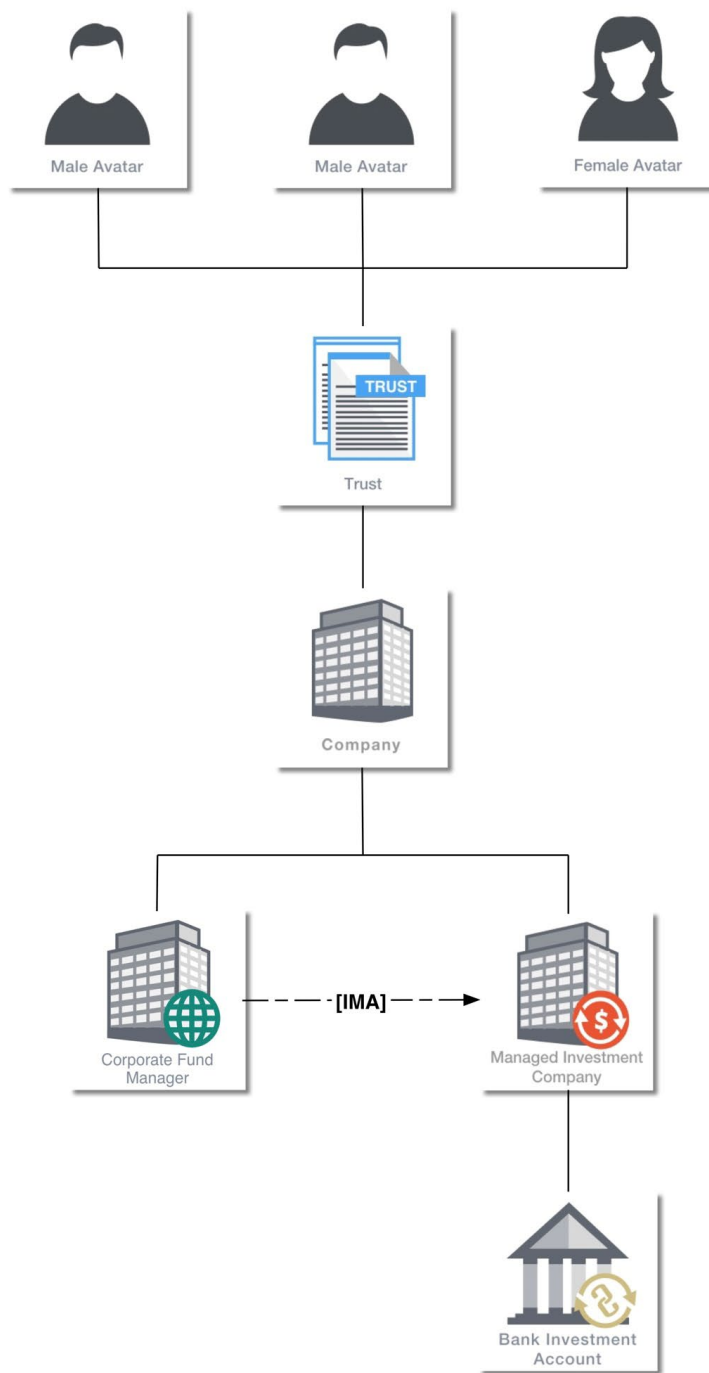 Male Avatar
Male Avatar
Female Avatar
TRUST
Trust
Company
[IMA]
Corporate Fund
Manager
Managed Investment
Company
Bank Investment
Account